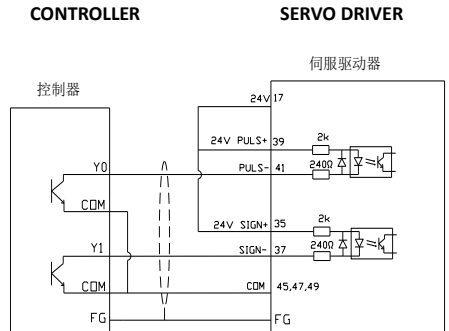 CONTROLLER SERVO DRIVER
伺服驱动器
控制器
24V 17
24V PULS+ 39 2k
Y0 PULS- 41 240Ω
COM
24V SIGN+ 35 2k
Y1 SIGN- 37 240Ω
COM COM 45,47,49
FG FG